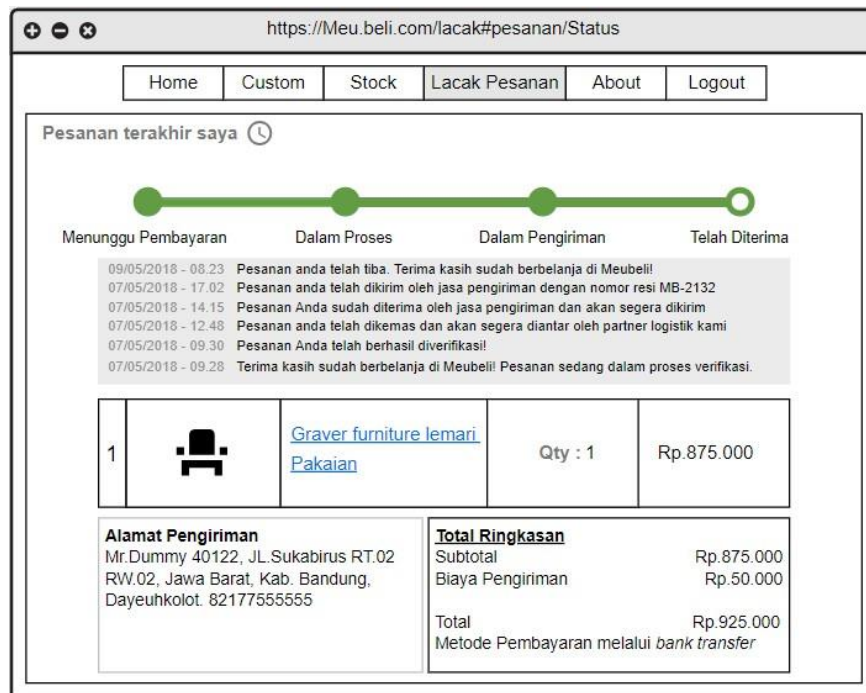 https://Meu.beli.com/lacak#pesanan/Status
Home Custom Stock Lacak Pesanan About Logout
Pesanan terakhir saya
Menunggu Pembayaran Dalam Proses Dalam Pengiriman Telah Diterima
09/05/2018 - 08.23 Pesanan anda telah tiba. Terima kasih sudah berbelanja di Meubeli!
07/05/2018 - 17.02 Pesanan anda telah dikirim oleh jasa pengiriman dengan nomor resi MB-2132
07/05/2018 - 14.15 Pesanan Anda sudah diterima oleh jasa pengiriman dan akan segera dikirim
07/05/2018 - 12.48 Pesanan anda telah dikemas dan akan segera diantar oleh partner logistik kami
07/05/2018 - 09.30 Pesanan Anda telah berhasil diverifikasi!
07/05/2018 - 09.28 Terima kasih sudah berbelanja di Meubeli! Pesanan sedang dalam proses verifikasi.
1 Graver furniture lemari Pakaian Qty : 1 Rp.875.000
Alamat Pengiriman
Mr.Dummy 40122, JL.Sukabirus RT.02
RW.02, Jawa Barat, Kab. Bandung,
Dayeuhkolot. 82177555555
Total Ringkasan
Subtotal Rp.875.000
Biaya Pengiriman Rp.50.000
Total Rp.925.000
Metode Pembayaran melalui bank transfer